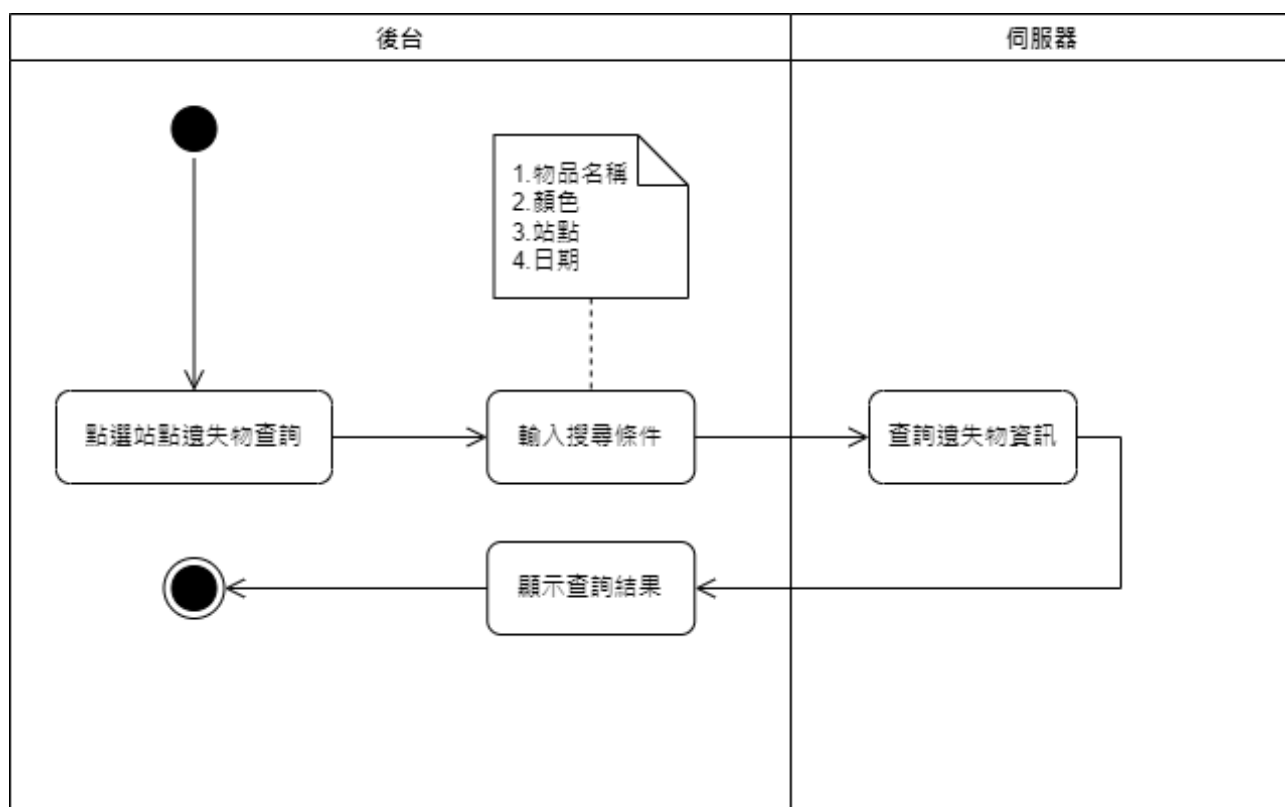 後台
伺服器
1.物品名稱
2.顏色
3.站點
4.日期
點選站點遺失物查詢
輸入搜尋條件
查詢遺失物資訊
顯示查詢結果